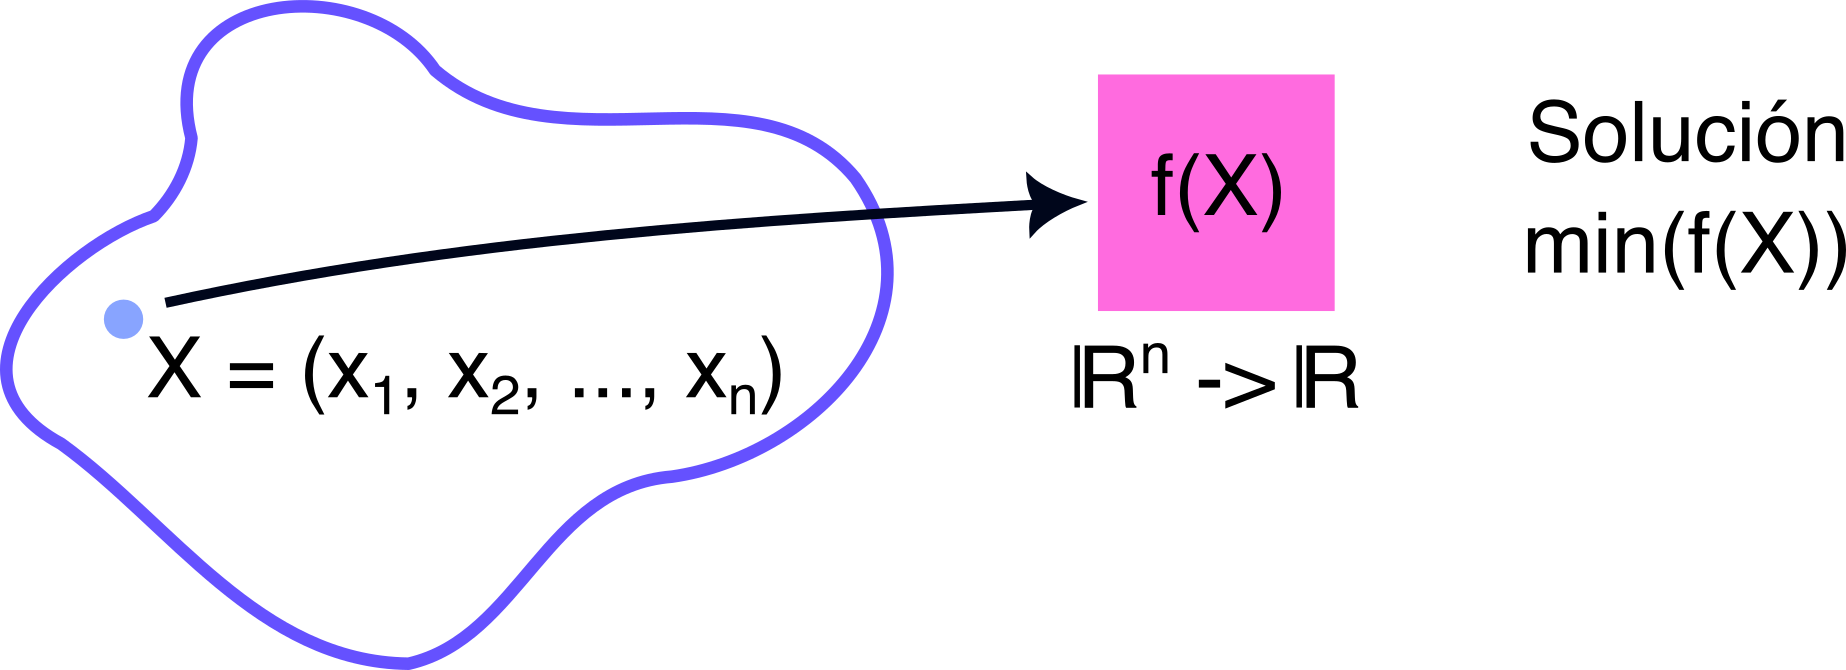 X = (x₁, x₂, ..., xₙ)
f(X)
ℝⁿ -> ℝ
Solución
min(f(X))